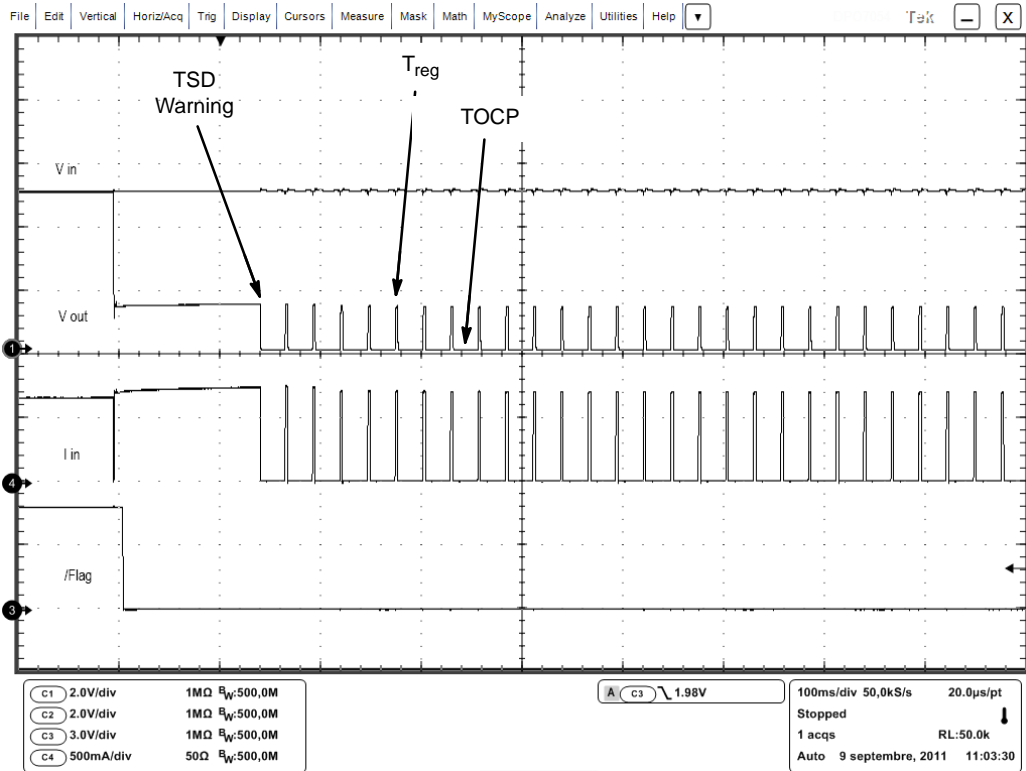 File Edit Vertical Horiz/Acq Trig Display Cursors Measure Mask Math MyScope Analyze Utilities Help ▼ Tek – X
TSD
Warning
Treg
TOCP
V in
V out
1
I in
4
/Flag
3
C1 2.0V/div 1MΩ BW:500,0M
C2 2.0V/div 1MΩ BW:500,0M
C3 3.0V/div 1MΩ BW:500,0M
C4 500mA/div 50Ω BW:500,0M
A C3 1.98V
100ms/div 50,0kS/s 20.0µs/pt
Stopped
1 acqs RL:50.0k
Auto 9 septembre, 2011 11:03:30